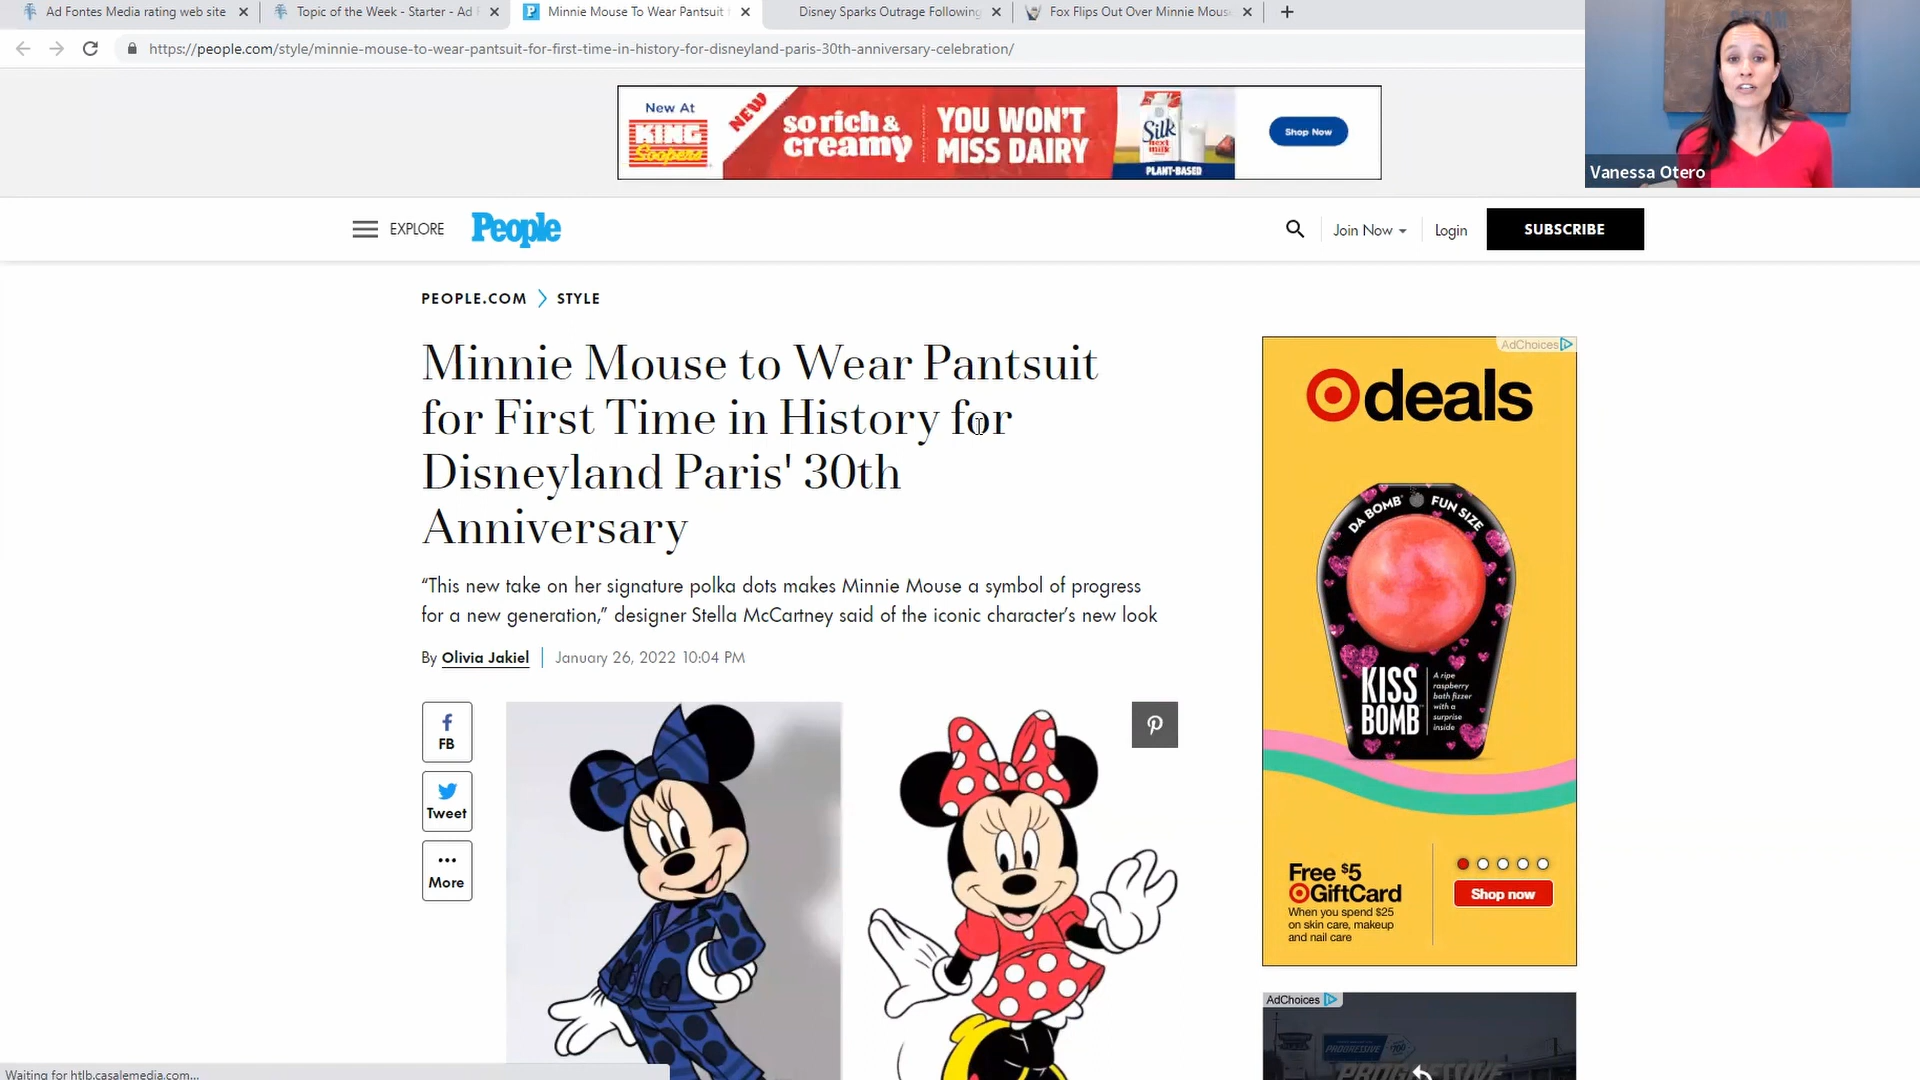 Ad Fontes Media rating web site
Topic of the Week - Starter - Ad F
Minnie Mouse To Wear Pantsuit f
Disney Sparks Outrage Following
Fox Flips Out Over Minnie Mouse
https://people.com/style/minnie-mouse-to-wear-pantsuit-for-first-time-in-history-for-disneyland-paris-30th-anniversary-celebration/
Vanessa Otero
New At
KING
Soopers
NEW
so rich &
creamy
YOU WON'T
MISS DAIRY
Silk
next
milk
PLANT-BASED
Shop Now
EXPLORE
People
Join Now
Login
SUBSCRIBE
PEOPLE.COM > STYLE
Minnie Mouse to Wear Pantsuit
for First Time in History for
Disneyland Paris' 30th
Anniversary
“This new take on her signature polka dots makes Minnie Mouse a symbol of progress
for a new generation,” designer Stella McCartney said of the iconic character’s new look
By Olivia Jakiel | January 26, 2022 10:04 PM
FB
Tweet
More
AdChoices
deals
DA BOMB
FUN SIZE
KISS
BOMB
A ripe
raspberry
bath fizzer
with a
surprise
inside
Free $5
GiftCard
When you spend $25
on skin care, makeup
and nail care
Shop now
AdChoices
PROGRESSIVE
PROGRESSIVE
Waiting for htlb.casalemedia.com...